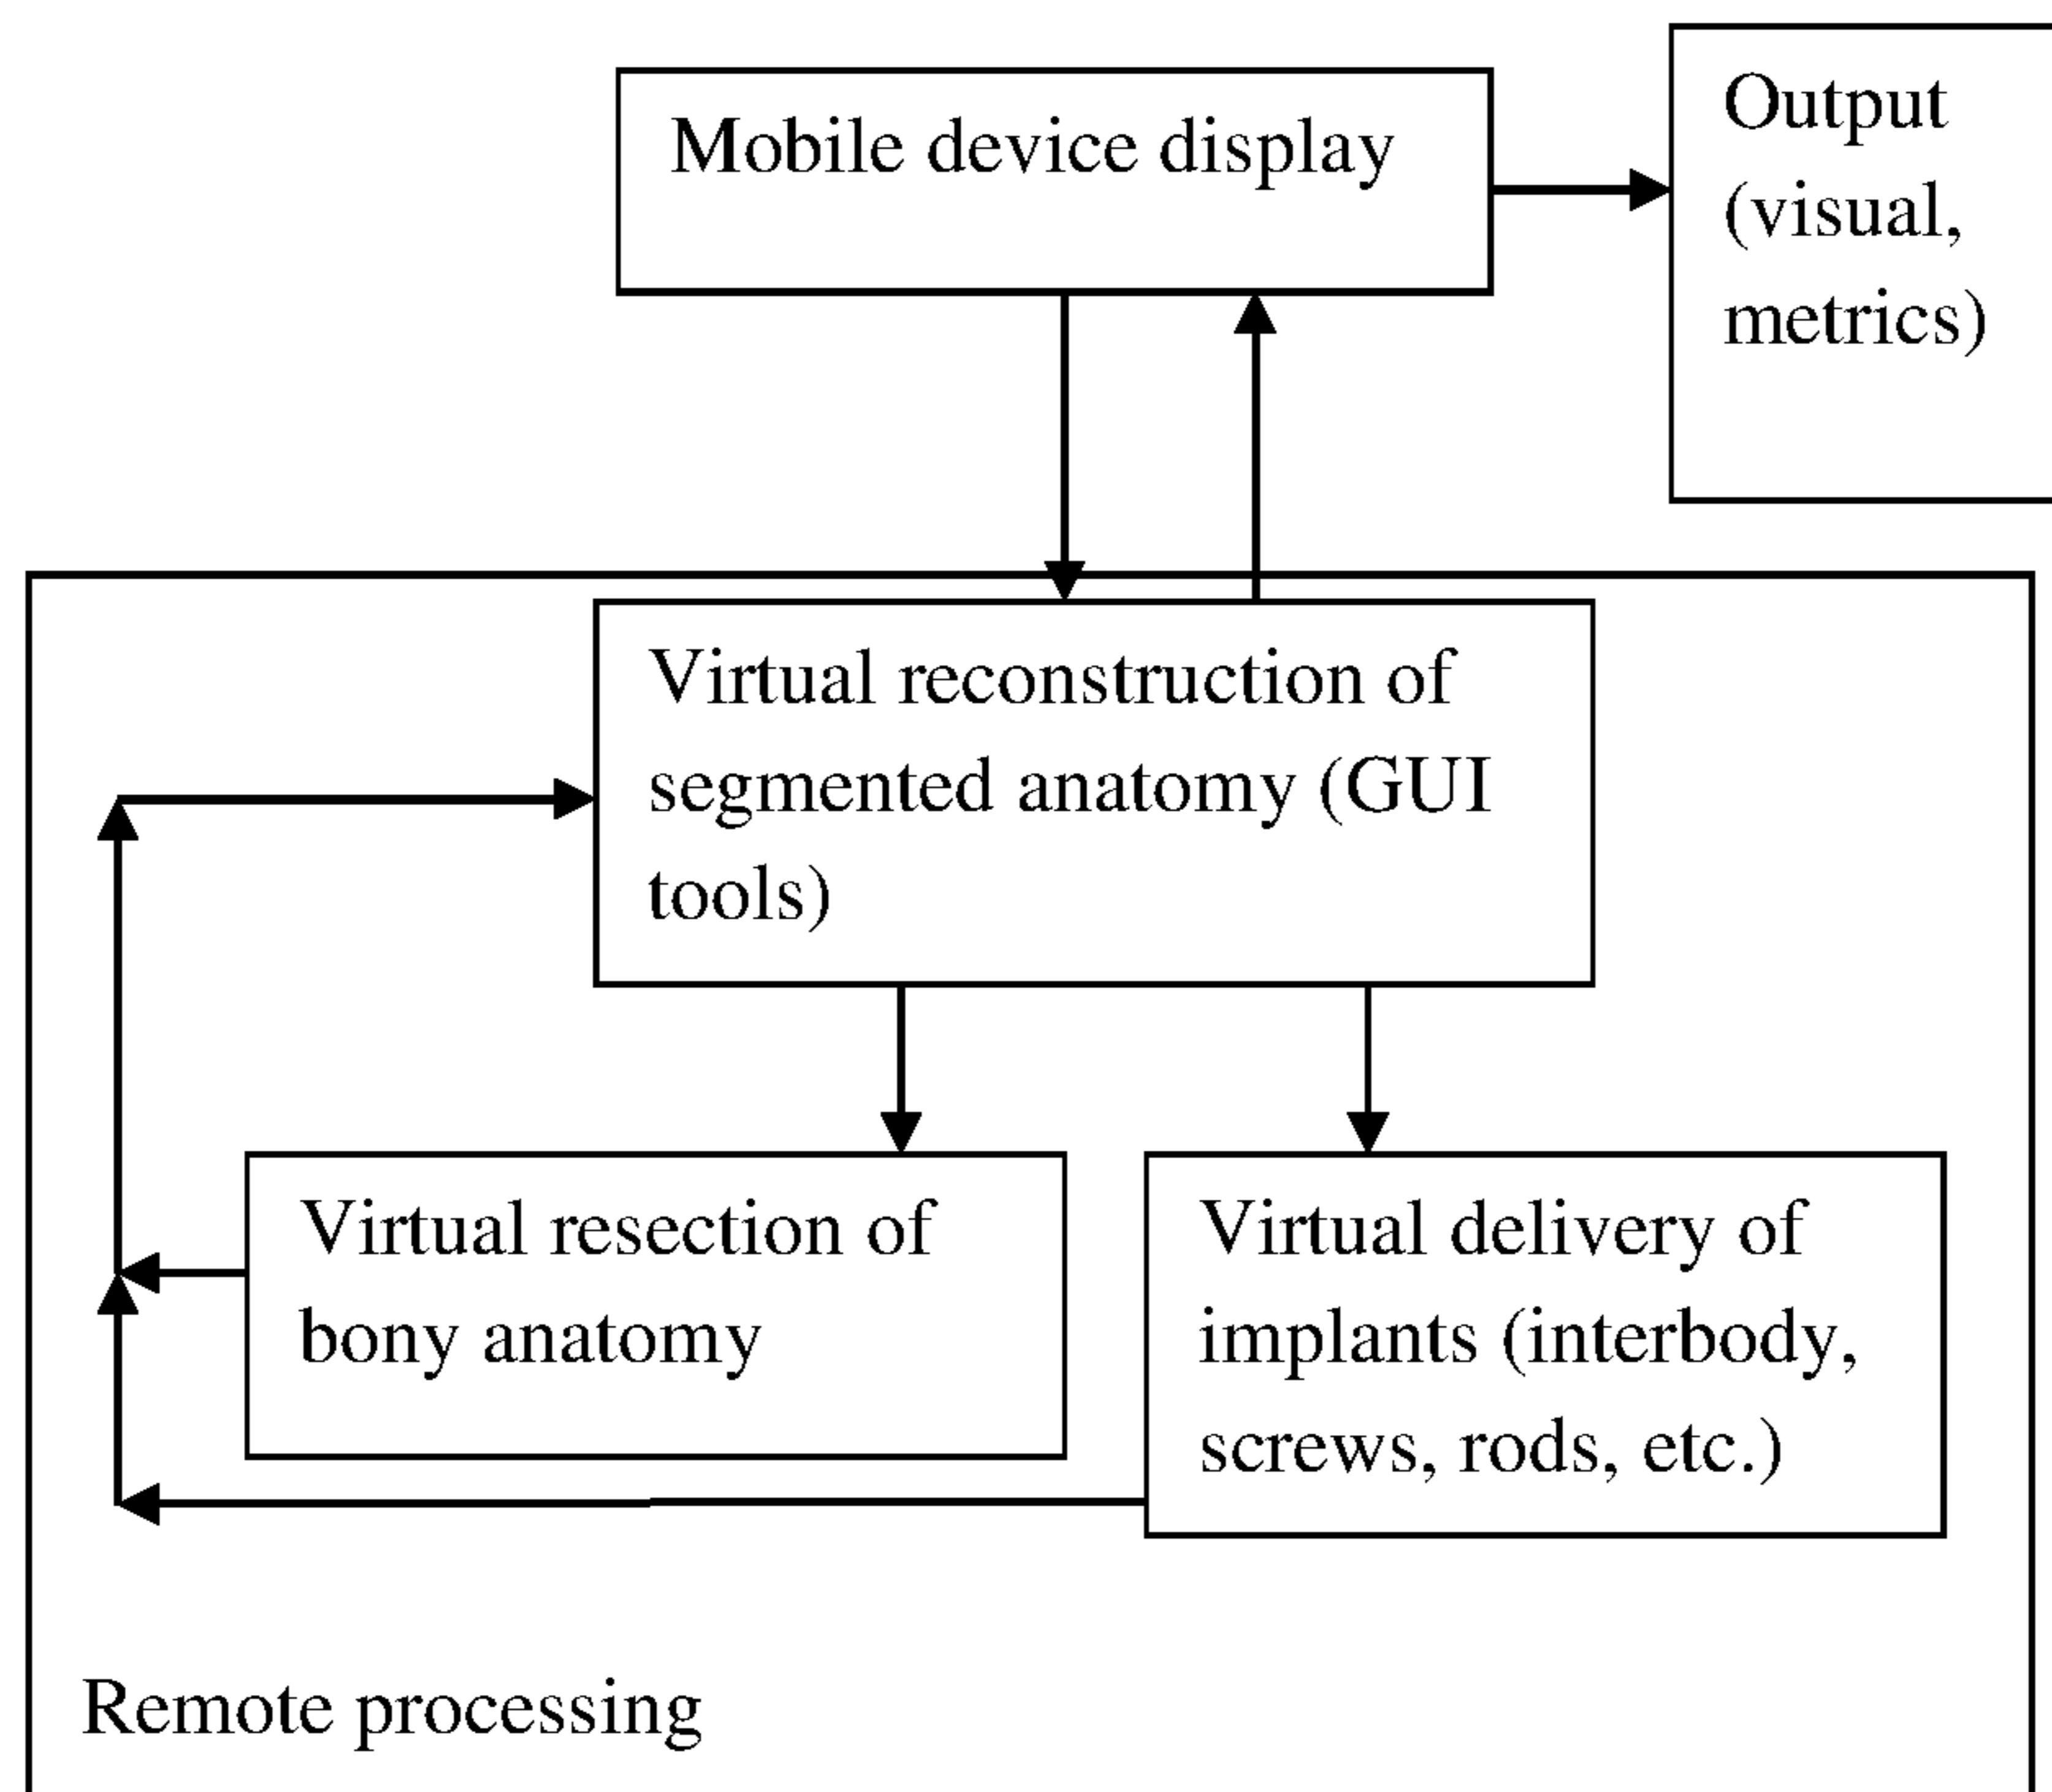 Mobile device display
Output
(visual,
metrics)
Virtual reconstruction of
segmented anatomy (GUI
tools)
Virtual resection of
bony anatomy
Virtual delivery of
implants (interbody,
screws, rods, etc.)
Remote processing